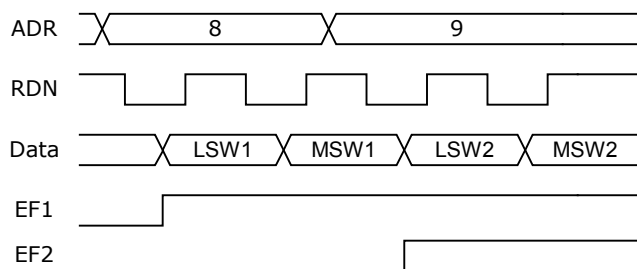 ADR 8 9
RDN
Data LSW1 MSW1 LSW2 MSW2
EF1
EF2